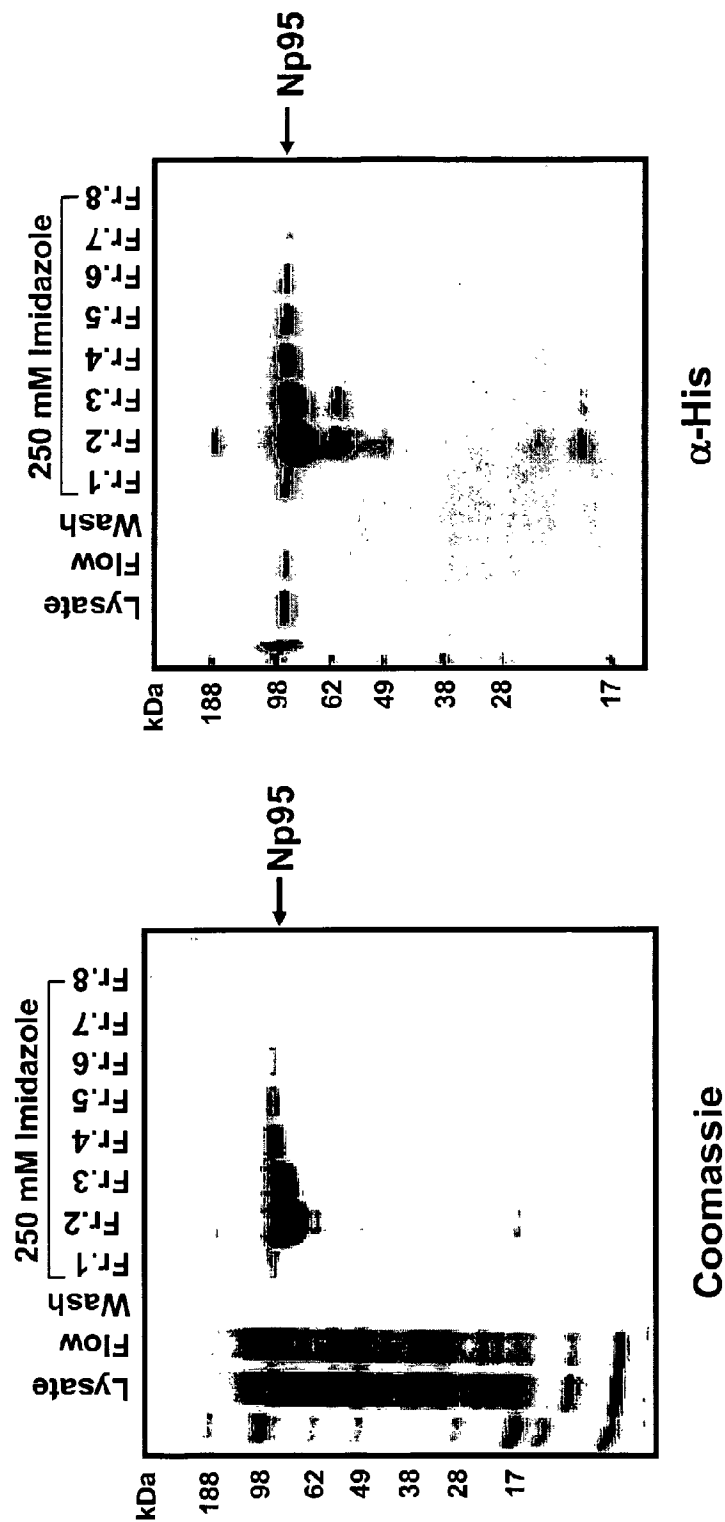 kDa
188
98
62
49
38
28
17
Lysate
Flow
Wash
Fr.1
Fr.2
Fr.3
Fr.4
Fr.5
Fr.6
Fr.7
Fr.8
250 mM Imidazole
Np95
Coomassie
kDa
188
98
62
49
38
28
17
Lysate
Flow
Wash
Fr.1
Fr.2
Fr.3
Fr.4
Fr.5
Fr.6
Fr.7
Fr.8
250 mM Imidazole
Np95
α-His